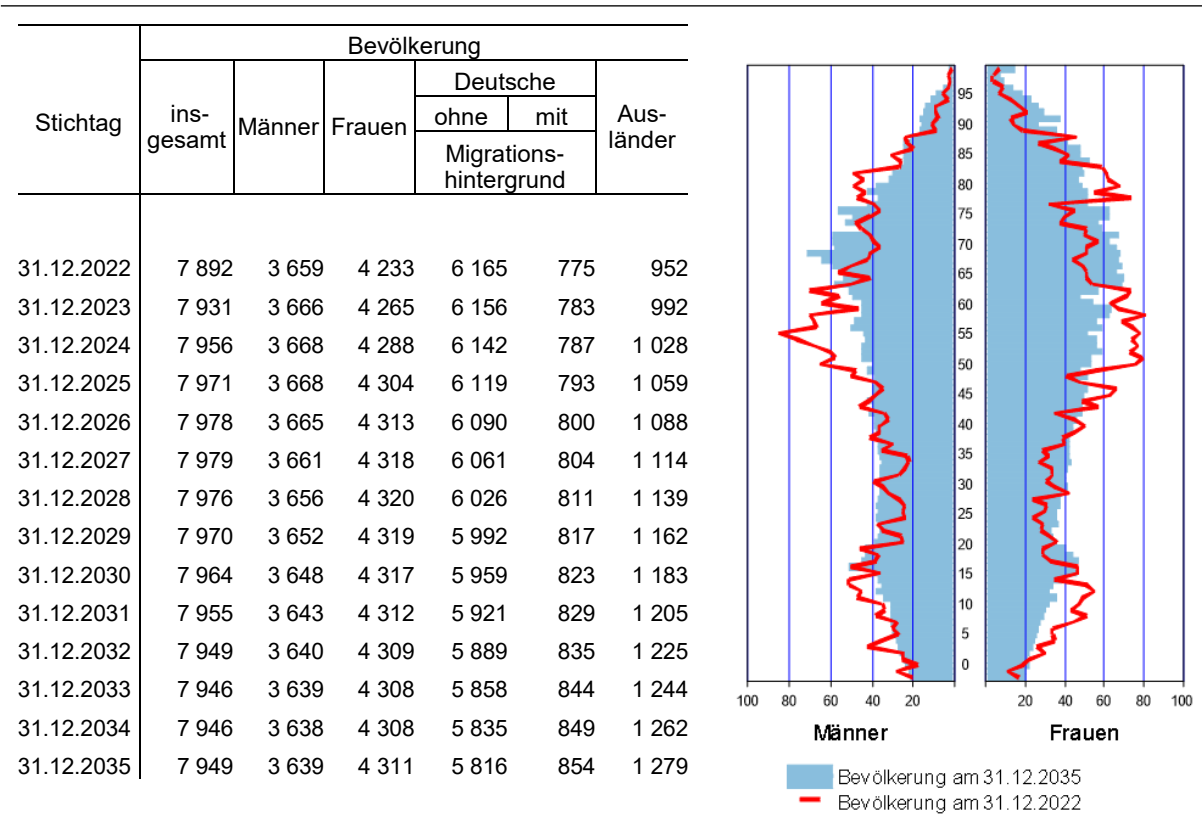 Bevölkerung
Deutsche
Stichtag
ins-
gesamt
Männer
Frauen
ohne
mit
Aus-
länder
Migrations-
hintergrund
31.12.2022 7 892 3 659 4 233 6 165 775 952
31.12.2023 7 931 3 666 4 265 6 156 783 992
31.12.2024 7 956 3 668 4 288 6 142 787 1 028
31.12.2025 7 971 3 668 4 304 6 119 793 1 059
31.12.2026 7 978 3 665 4 313 6 090 800 1 088
31.12.2027 7 979 3 661 4 318 6 061 804 1 114
31.12.2028 7 976 3 656 4 320 6 026 811 1 139
31.12.2029 7 970 3 652 4 319 5 992 817 1 162
31.12.2030 7 964 3 648 4 317 5 959 823 1 183
31.12.2031 7 955 3 643 4 312 5 921 829 1 205
31.12.2032 7 949 3 640 4 309 5 889 835 1 225
31.12.2033 7 946 3 639 4 308 5 858 844 1 244
31.12.2034 7 946 3 638 4 308 5 835 849 1 262
31.12.2035 7 949 3 639 4 311 5 816 854 1 279
95
90
85
80
75
70
65
60
55
50
45
40
35
30
25
20
15
10
5
0
100 80 60 40 20 20 40 60 80 100
Männer Frauen
Bevölkerung am 31.12.2035
Bevölkerung am 31.12.2022